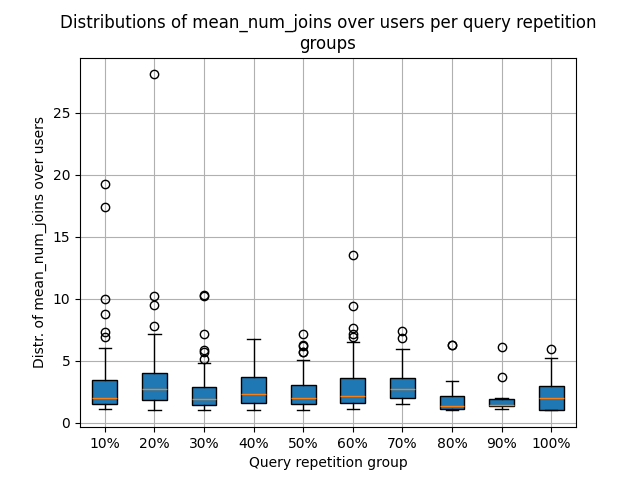 Distributions of mean_num_joins over users per query repetition
groups
Distr. of mean_num_joins over users
25
20
15
10
5
0
10% 20% 30% 40% 50% 60% 70% 80% 90% 100%
Query repetition group